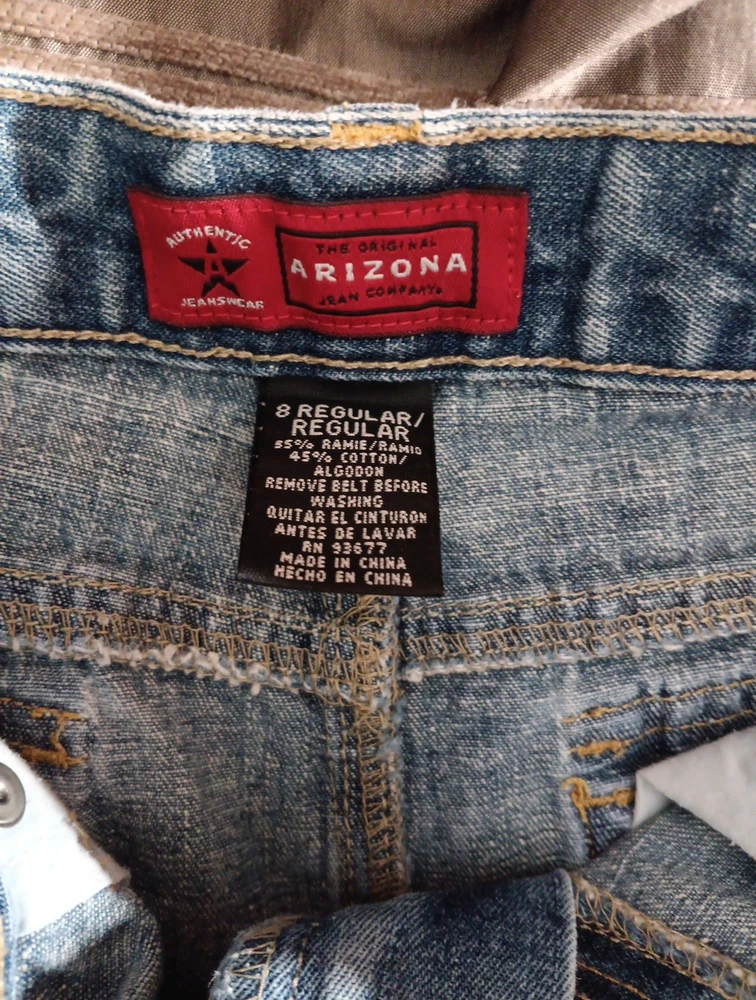 AUTHENTIC
A
JEANSWEAR
THE ORIGINAL
ARIZONA
JEAN COMPANY
8 REGULAR/
REGULAR
55% RAMIE/RAMIO
45% COTTON/
ALGODON
REMOVE BELT BEFORE
WASHING
QUITAR EL CINTURON
ANTES DE LAVAR
RN 93677
MADE IN CHINA
HECHO EN CHINA